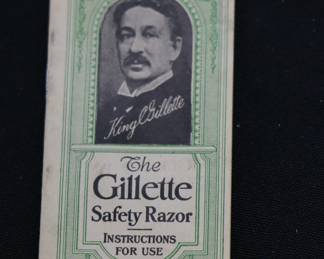 King C Gillette
The
Gillette
Safety Razor
INSTRUCTIONS
FOR USE